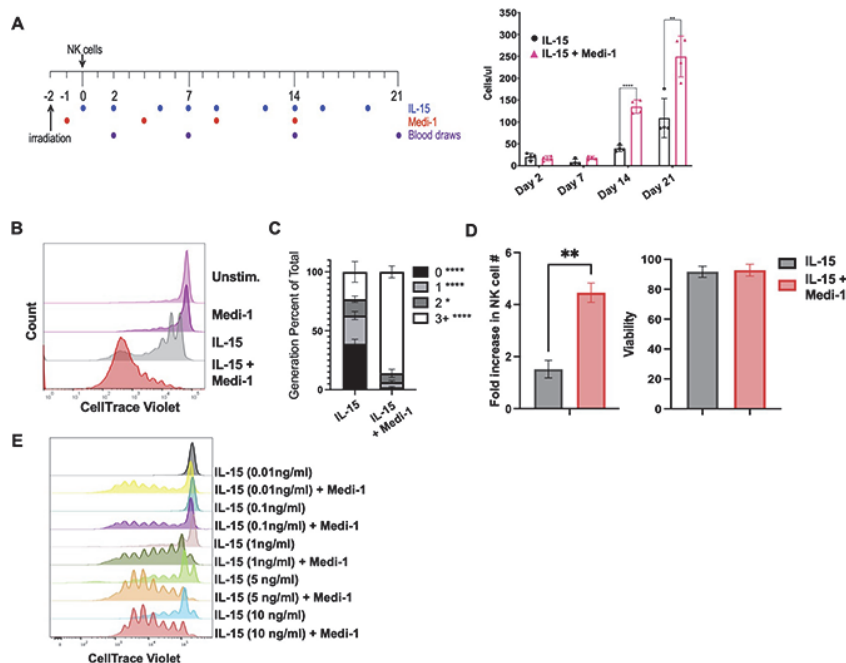 A
NK cells
-2 -1 0 2 7 14 21
IL-15
Medi-1
Blood draws
irradiation
IL-15
IL-15 + Medi-1
Cells/ul
350
300
250
200
150
100
50
0
****
**
Day 2
Day 7
Day 14
Day 21
B
Count
Unstim.
Medi-1
IL-15
IL-15 +
Medi-1
CellTrace Violet
C
Generation Percent of Total
100
50
0
IL-15
IL-15
+ Medi-1
0 ****
1 ****
2 *
3+ ****
D
Fold increase in NK cell #
6
4
2
0
**
Viability
100
80
60
40
20
0
IL-15
IL-15 +
Medi-1
E
IL-15 (0.01ng/ml)
IL-15 (0.01ng/ml) + Medi-1
IL-15 (0.1ng/ml)
IL-15 (0.1ng/ml) + Medi-1
IL-15 (1ng/ml)
IL-15 (1ng/ml) + Medi-1
IL-15 (5 ng/ml)
IL-15 (5 ng/ml) + Medi-1
IL-15 (10 ng/ml)
IL-15 (10 ng/ml) + Medi-1
CellTrace Violet